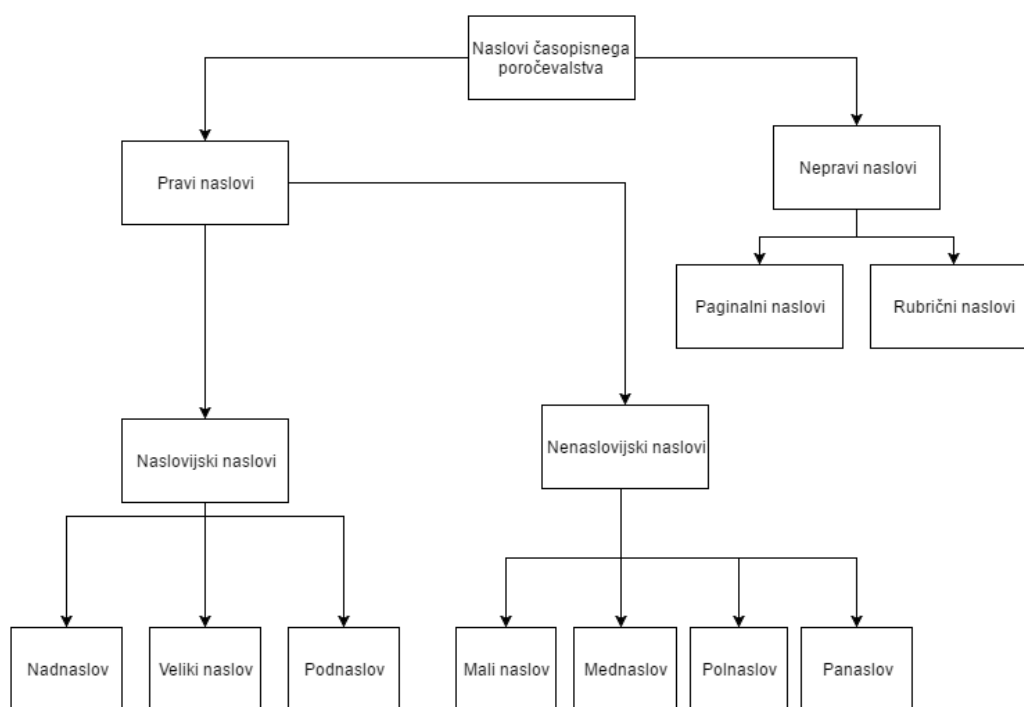 Naslovi časopisnega
poročevalstva
Pravi naslovi
Nepravi naslovi
Paginalni naslovi
Rubrični naslovi
Naslovijski naslovi
Nenaslovijski naslovi
Nadnaslov
Veliki naslov
Podnaslov
Mali naslov
Mednaslov
Polnaslov
Panaslov